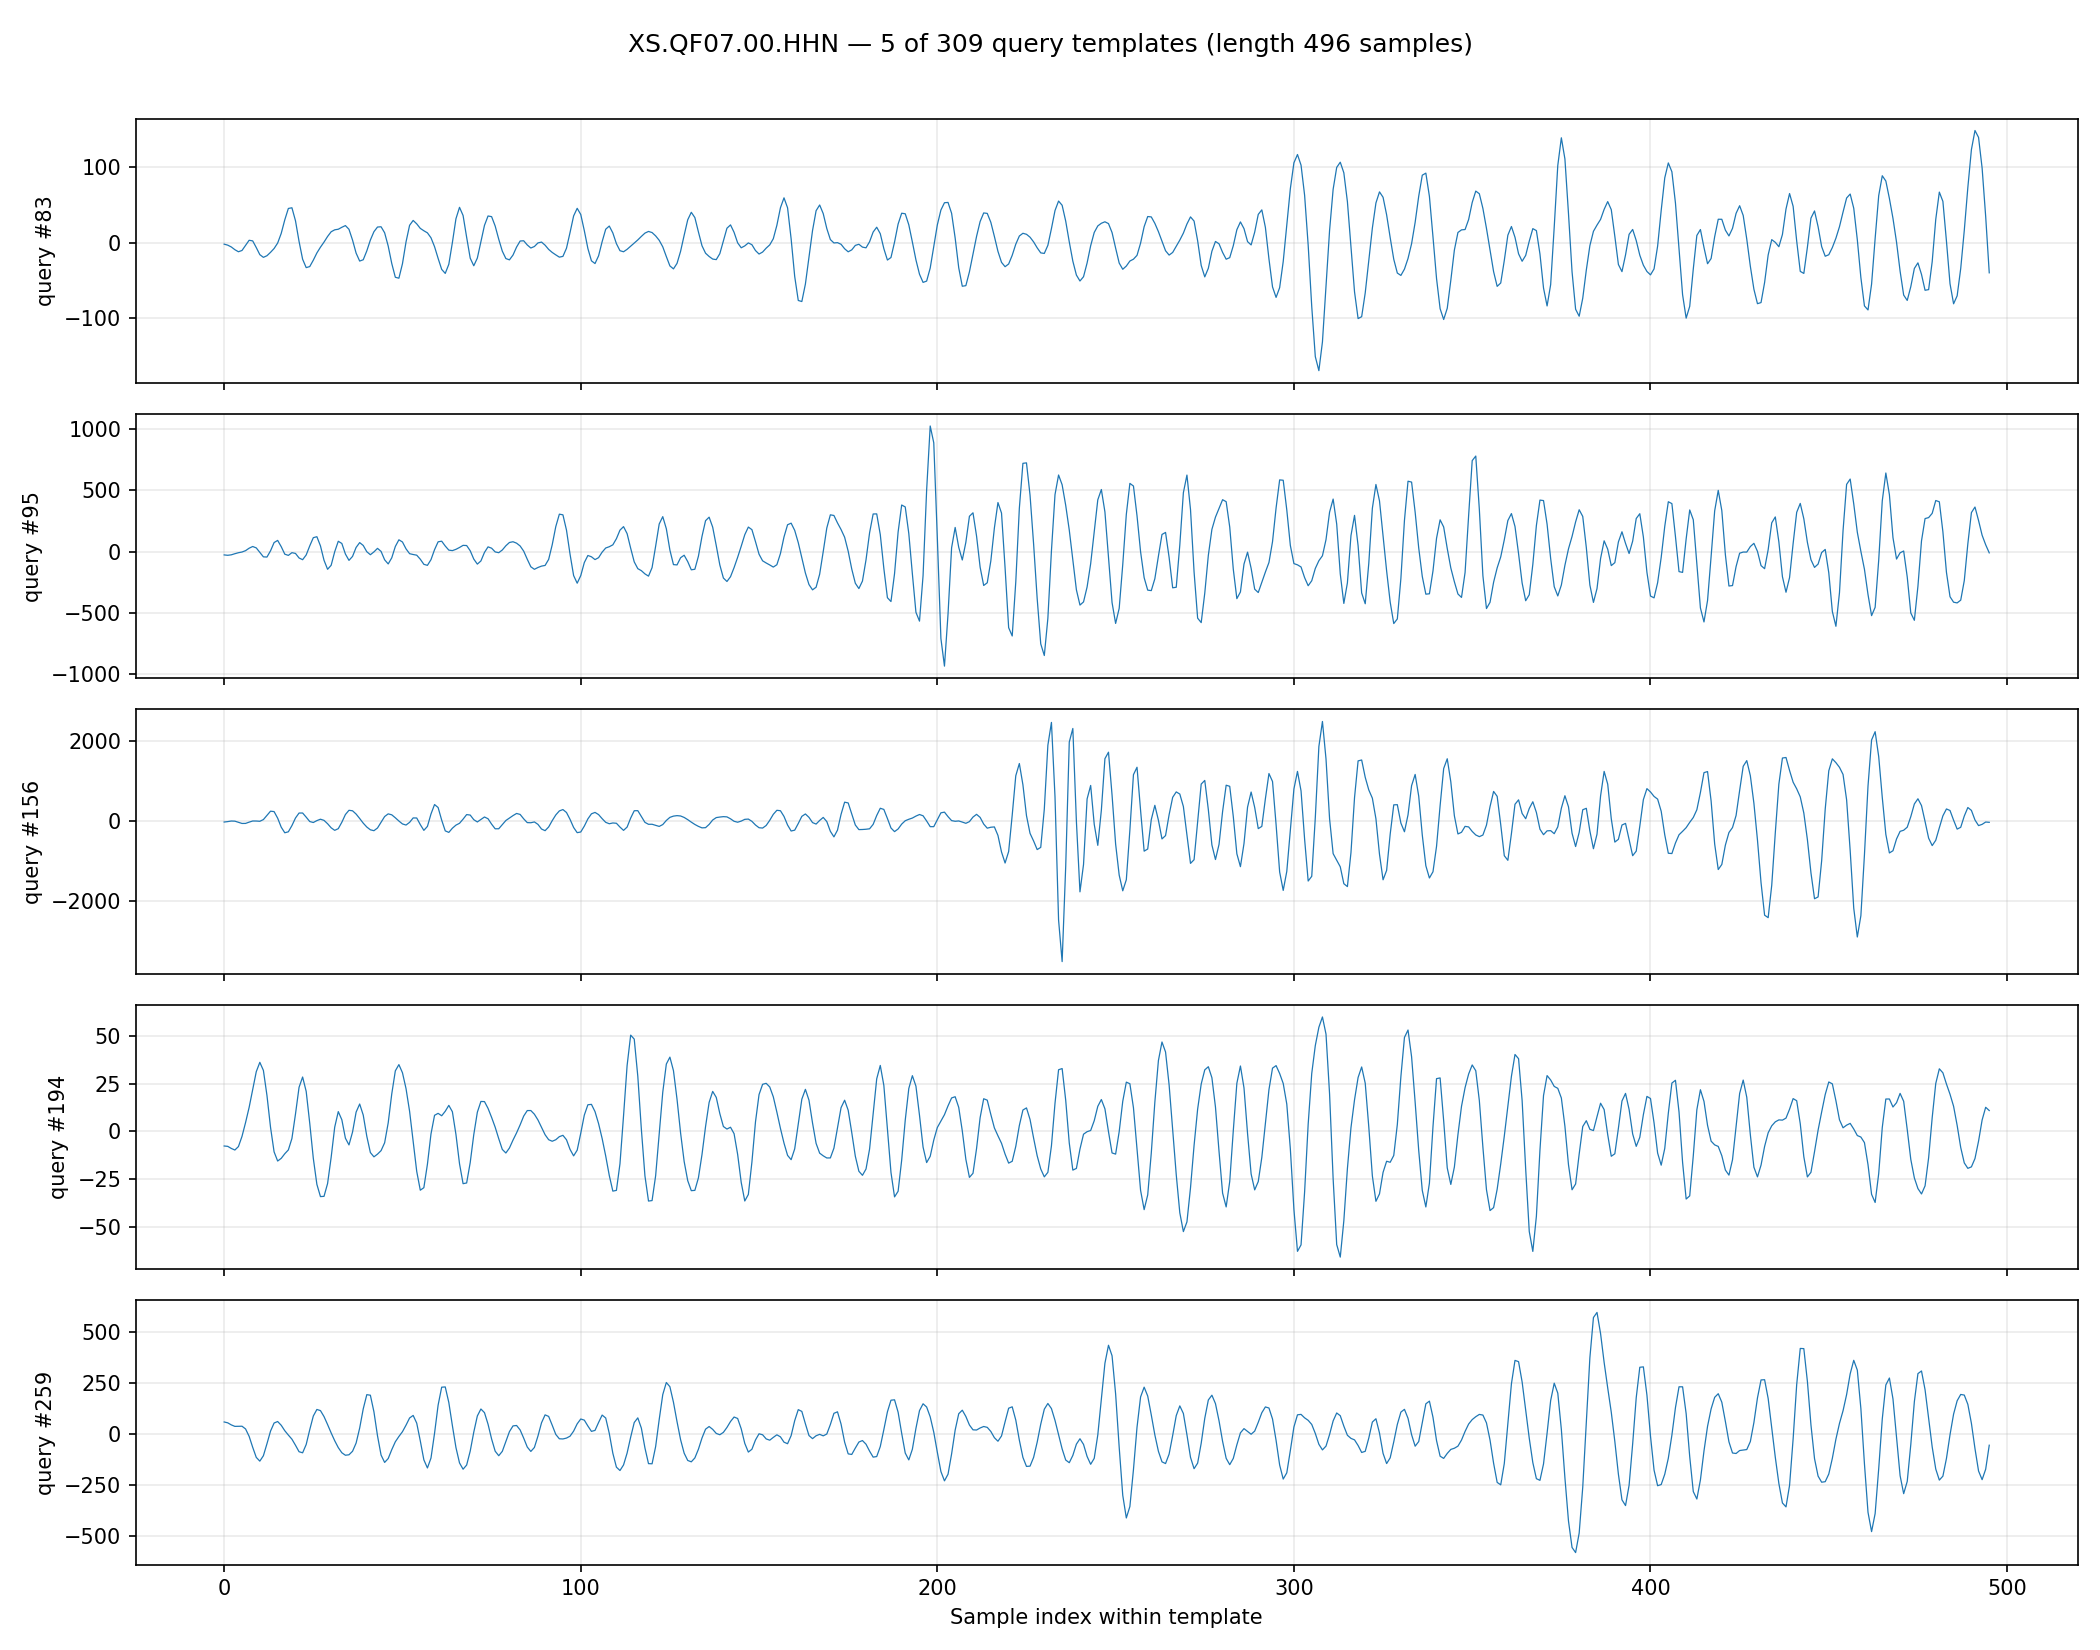 XS.QF07.00.HHN — 5 of 309 query templates (length 496 samples)
query #83
100
0
−100
query #95
1000
500
0
−500
−1000
query #156
2000
0
−2000
query #194
50
25
0
−25
−50
query #259
500
250
0
−250
−500
0 100 200 300 400 500
Sample index within template